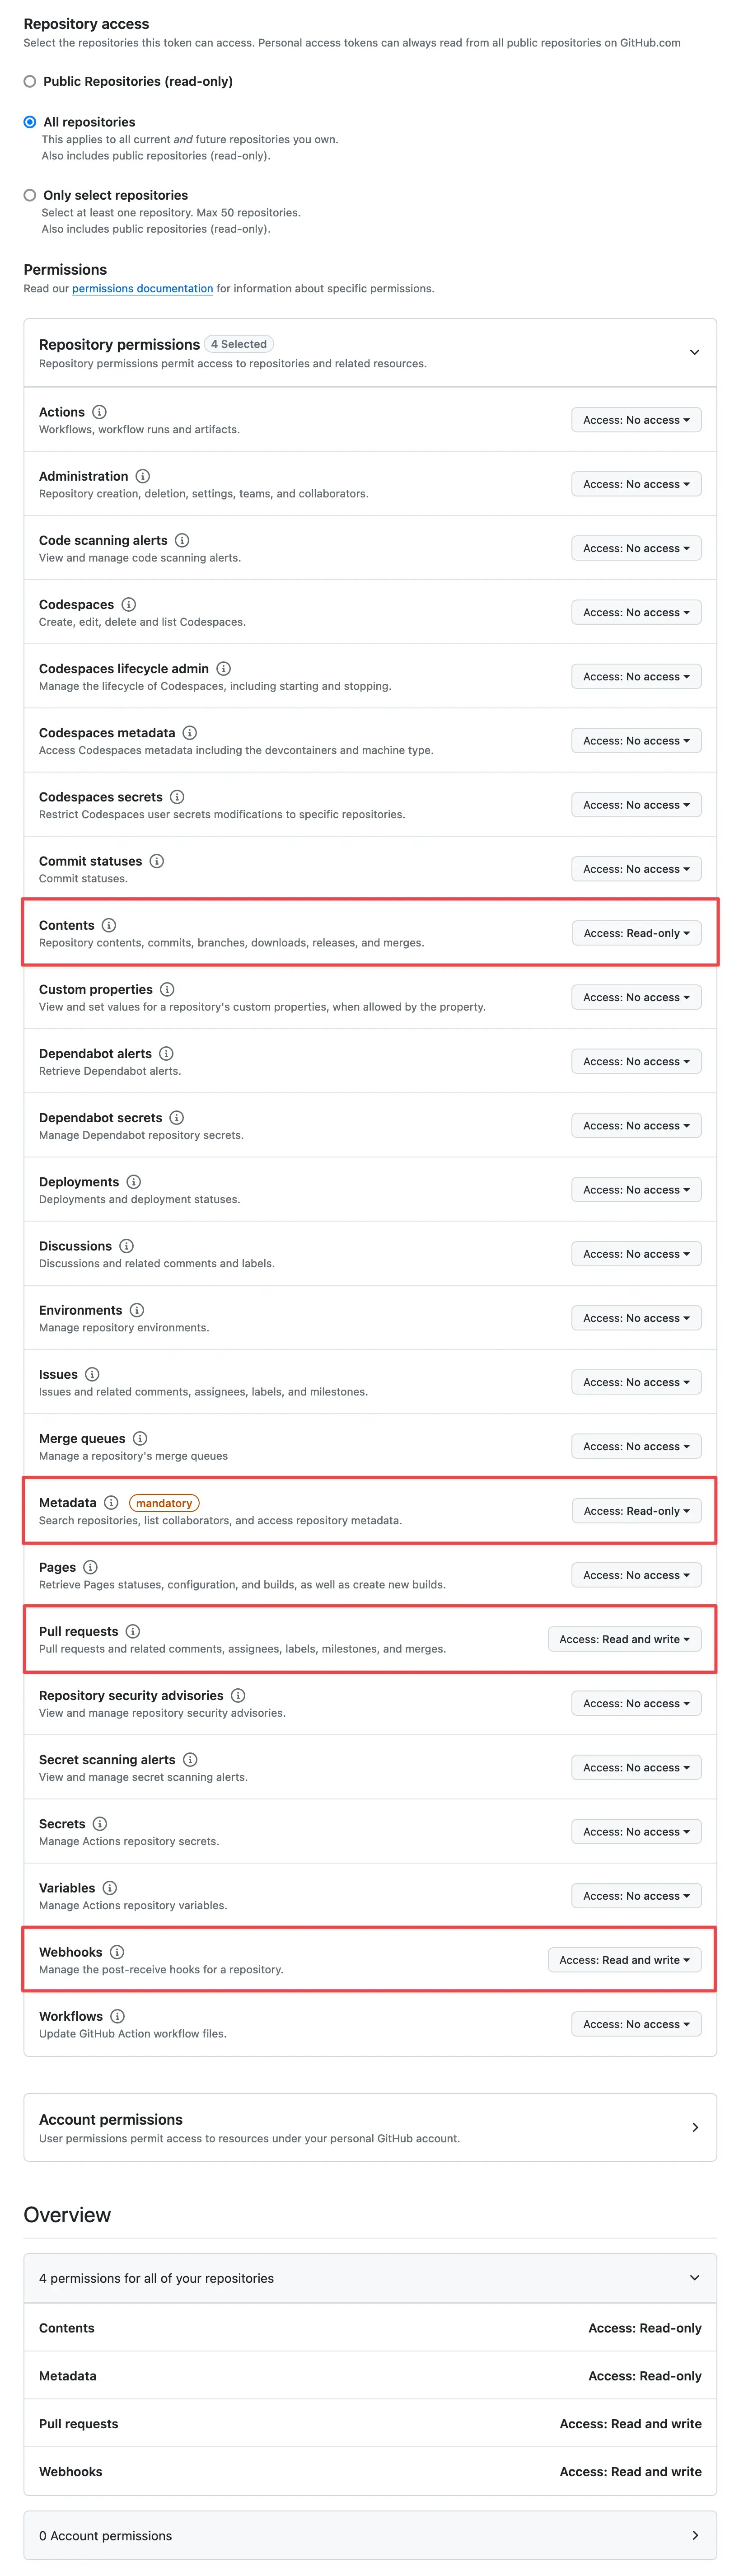 Repository access
Select the repositories this token can access. Personal access tokens can always read from all public repositories on GitHub.com
Public Repositories (read-only)
All repositories
This applies to all current and future repositories you own.
Also includes public repositories (read-only).
Only select repositories
Select at least one repository. Max 50 repositories.
Also includes public repositories (read-only).
Permissions
Read our permissions documentation for information about specific permissions.
Repository permissions 4 Selected
Repository permissions permit access to repositories and related resources.
Actions
Access: No access
Workflows, workflow runs and artifacts.
Administration
Access: No access
Repository creation, deletion, settings, teams, and collaborators.
Code scanning alerts
Access: No access
View and manage code scanning alerts.
Codespaces
Access: No access
Create, edit, delete and list Codespaces.
Codespaces lifecycle admin
Access: No access
Manage the lifecycle of Codespaces, including starting and stopping.
Codespaces metadata
Access: No access
Access Codespaces metadata including the devcontainers and machine type.
Codespaces secrets
Access: No access
Restrict Codespaces user secrets modifications to specific repositories.
Commit statuses
Access: No access
Commit statuses.
Contents
Access: Read-only
Repository contents, commits, branches, downloads, releases, and merges.
Custom properties
Access: No access
View and set values for a repository's custom properties, when allowed by the property.
Dependabot alerts
Access: No access
Retrieve Dependabot alerts.
Dependabot secrets
Access: No access
Manage Dependabot repository secrets.
Deployments
Access: No access
Deployments and deployment statuses.
Discussions
Access: No access
Discussions and related comments and labels.
Environments
Access: No access
Manage repository environments.
Issues
Access: No access
Issues and related comments, assignees, labels, and milestones.
Merge queues
Access: No access
Manage a repository's merge queues
Metadata mandatory
Access: Read-only
Search repositories, list collaborators, and access repository metadata.
Pages
Access: No access
Retrieve Pages statuses, configuration, and builds, as well as create new builds.
Pull requests
Access: Read and write
Pull requests and related comments, assignees, labels, milestones, and merges.
Repository security advisories
Access: No access
View and manage repository security advisories.
Secret scanning alerts
Access: No access
View and manage secret scanning alerts.
Secrets
Access: No access
Manage Actions repository secrets.
Variables
Access: No access
Manage Actions repository variables.
Webhooks
Access: Read and write
Manage the post-receive hooks for a repository.
Workflows
Access: No access
Update GitHub Action workflow files.
Account permissions
User permissions permit access to resources under your personal GitHub account.
Overview
4 permissions for all of your repositories
Contents Access: Read-only
Metadata Access: Read-only
Pull requests Access: Read and write
Webhooks Access: Read and write
0 Account permissions